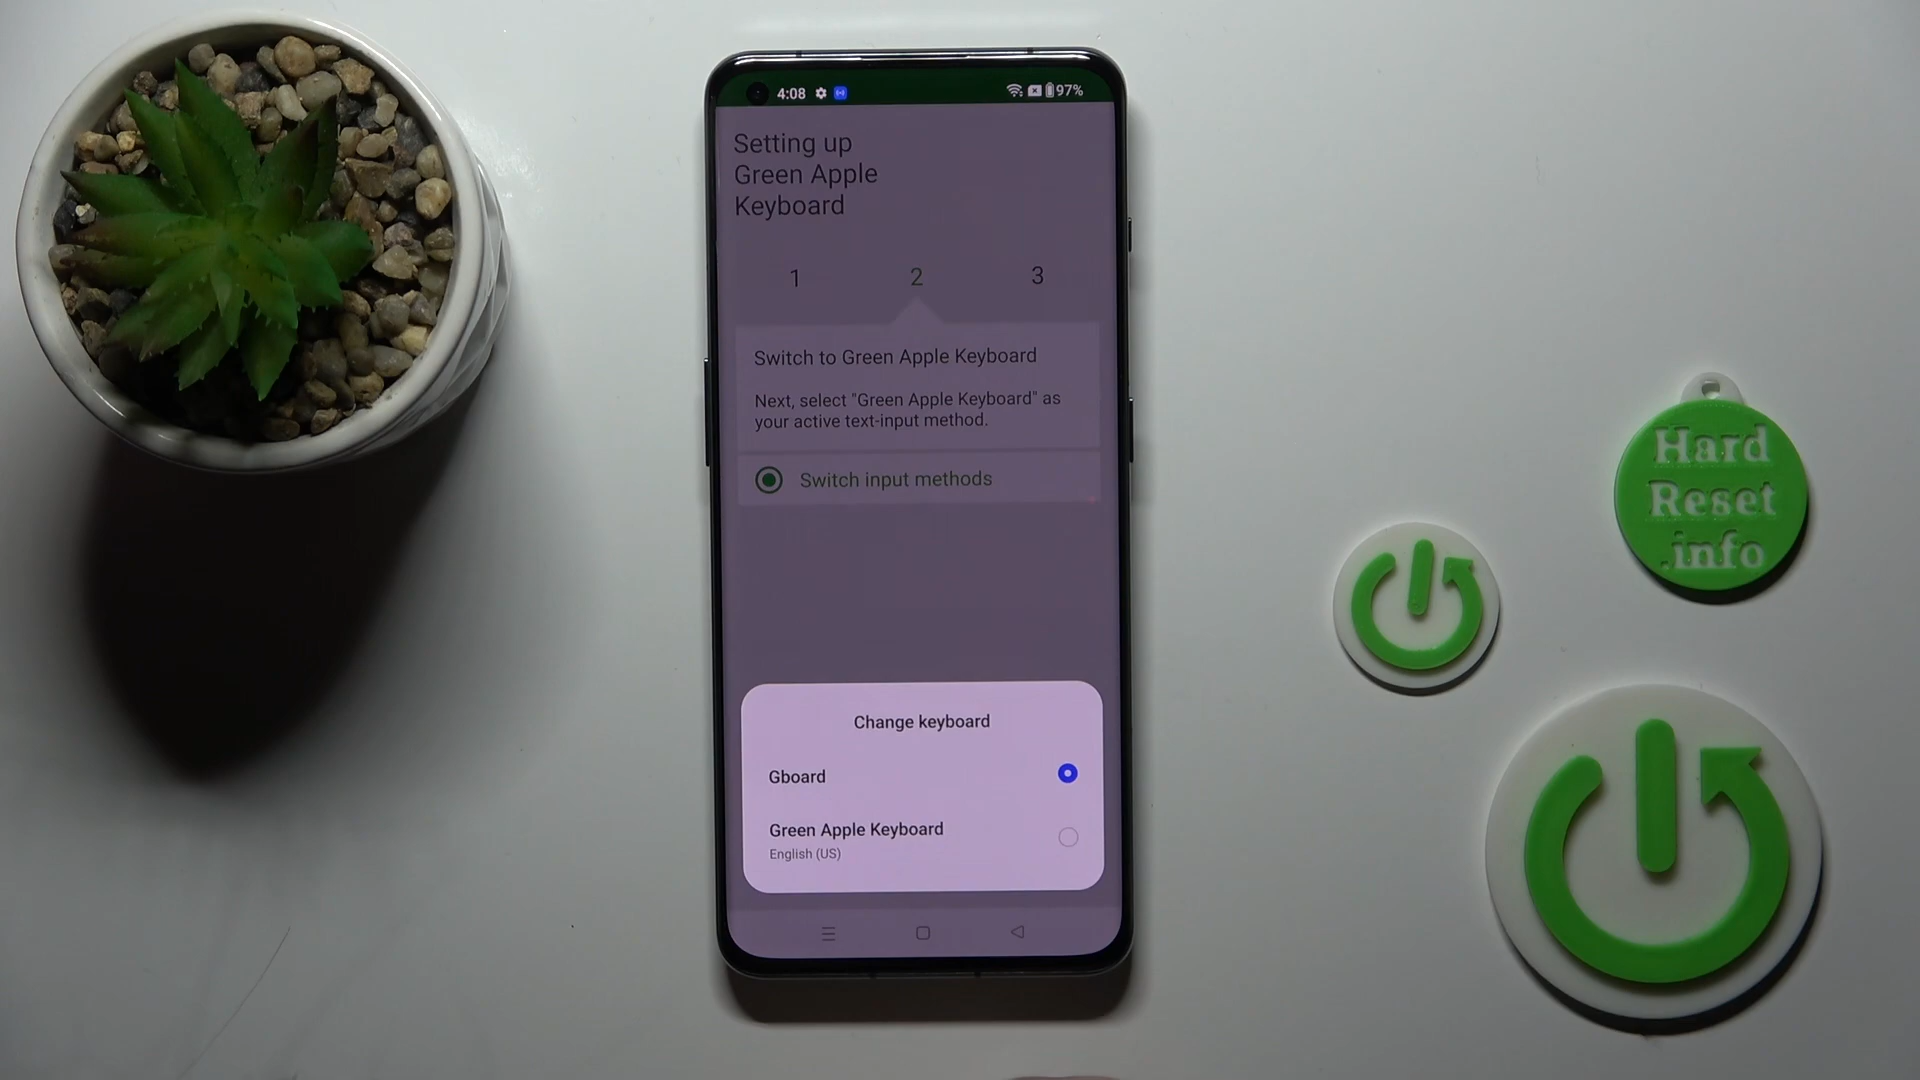 4:08
97%
Setting up
Green Apple
Keyboard
1 2 3
Switch to Green Apple Keyboard
Next, select "Green Apple Keyboard" as
your active text-input method.
Switch input methods
Change keyboard
Gboard
Green Apple Keyboard
English (US)
Hard
Reset
.info